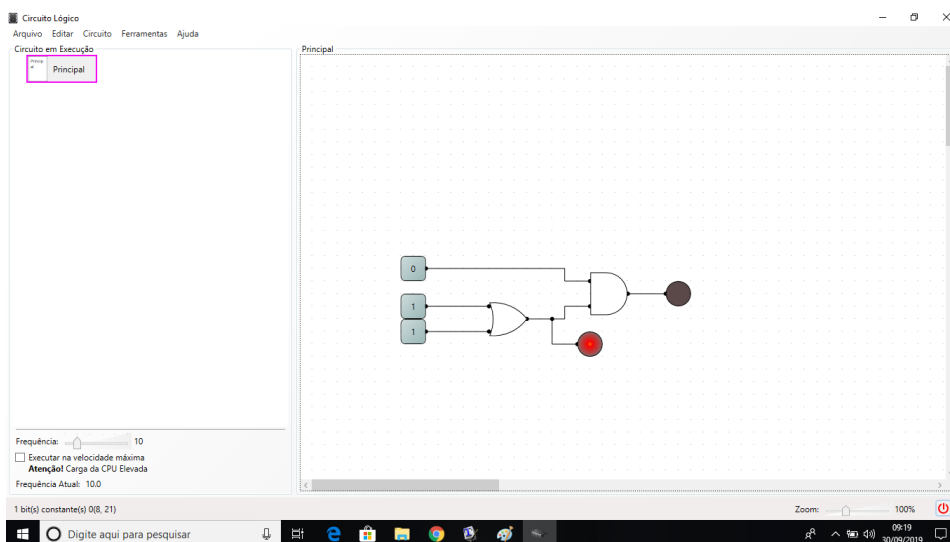 Circuito Lógico
Arquivo Editar Circuito Ferramentas Ajuda
Circuito em Execução
Principal
Princip
al
Principal
0
1
1
Frequência:
10
Executar na velocidade máxima
Atenção! Carga da CPU Elevada
Frequência Atual: 10.0
1 bit(s) constante(s) 0(8, 21)
Zoom:
100%
Digite aqui para pesquisar
09:19
30/09/2019